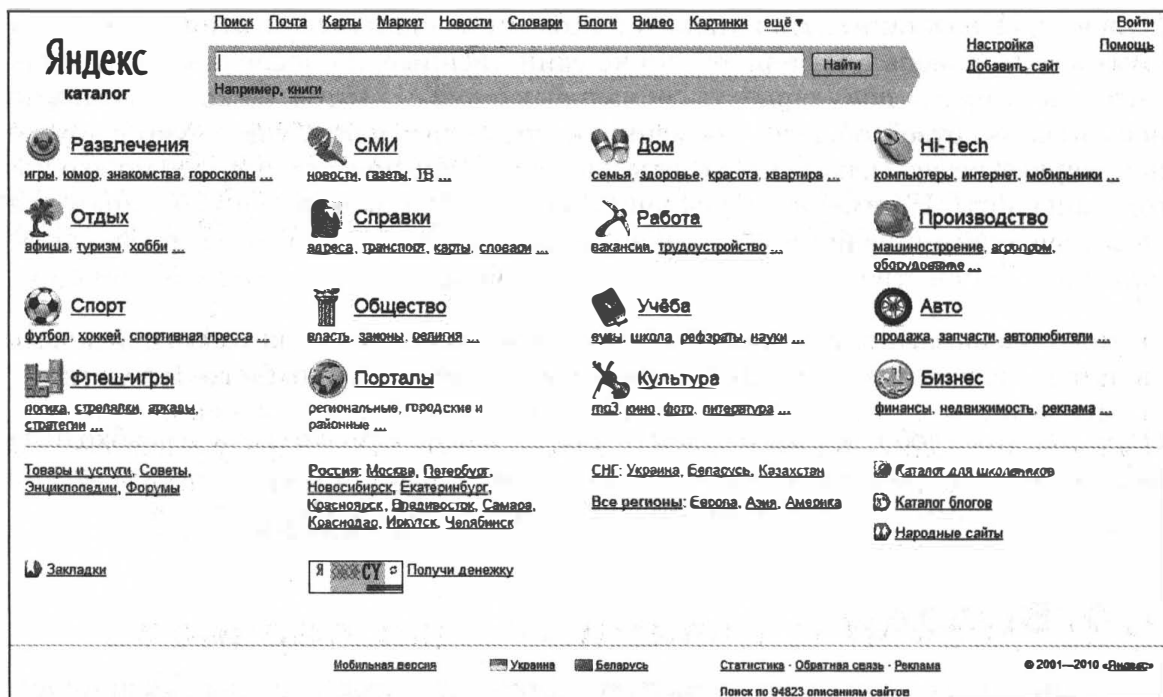 Поиск Почта Карты Маркет Новости Словари Блоги Видео Картинки ещё ▼ Войти
Яндекс
каталог
Найти
Например, книги
Настройка Помощь
Добавить сайт
Развлечения
игры, юмор, знакомства, гороскопы ...
СМИ
новости, газеты, ТВ ...
Дом
семья, здоровье, красота, квартира ...
Hi-Tech
компьютеры, интернет, мобильники ...
Отдых
афиша, туризм, хобби ...
Справки
адреса, транспорт, карты, словари ...
Работа
вакансии, трудоустройство ...
Производство
машиностроение, агропром,
оборудование ...
Спорт
футбол, хоккей, спортивная пресса ...
Общество
власть, законы, религия ...
Учёба
вузы, школа, рефераты, науки ...
Авто
продажа, запчасти, автолюбители ...
Флеш-игры
логика, стрелялки, аркады,
стратегии ...
Порталы
региональные, городские и
районные ...
Культура
mp3, кино, фото, литература ...
Бизнес
финансы, недвижимость, реклама ...
Товары и услуги, Советы,
Энциклопедии, Форумы
Россия: Москва, Петербург,
Новосибирск, Екатеринбург,
Красноярск, Владивосток, Самара,
Краснодар, Иркутск, Челябинск
СНГ: Украина, Беларусь, Казахстан
Все регионы: Европа, Азия, Америка
Каталог для школьников
Каталог блогов
Народные сайты
Закладки
Я CY Получи денежку
Мобильная версия Украина Беларусь Статистика · Обратная связь · Реклама © 2001—2010 «Яндекс»
Поиск по 94823 описаниям сайтов